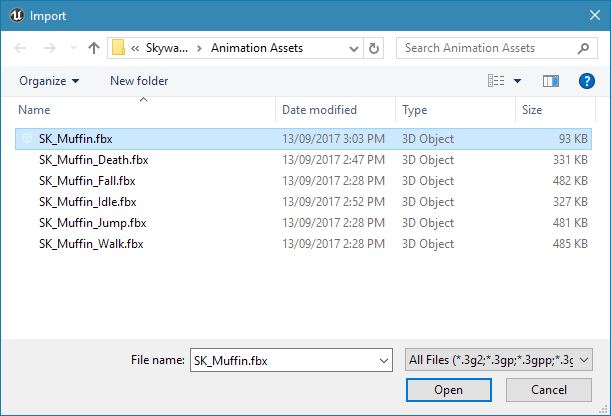 Import
« Skywa... > Animation Assets
Search Animation Assets
Organize
New folder
Name Date modified Type Size
SK_Muffin.fbx 13/09/2017 3:03 PM 3D Object 93 KB
SK_Muffin_Death.fbx 13/09/2017 2:47 PM 3D Object 331 KB
SK_Muffin_Fall.fbx 13/09/2017 2:28 PM 3D Object 482 KB
SK_Muffin_Idle.fbx 13/09/2017 2:52 PM 3D Object 327 KB
SK_Muffin_Jump.fbx 13/09/2017 2:28 PM 3D Object 481 KB
SK_Muffin_Walk.fbx 13/09/2017 2:28 PM 3D Object 485 KB
File name: SK_Muffin.fbx All Files (*.3g2;*.3gp;*.3gpp;*.3g
Open Cancel